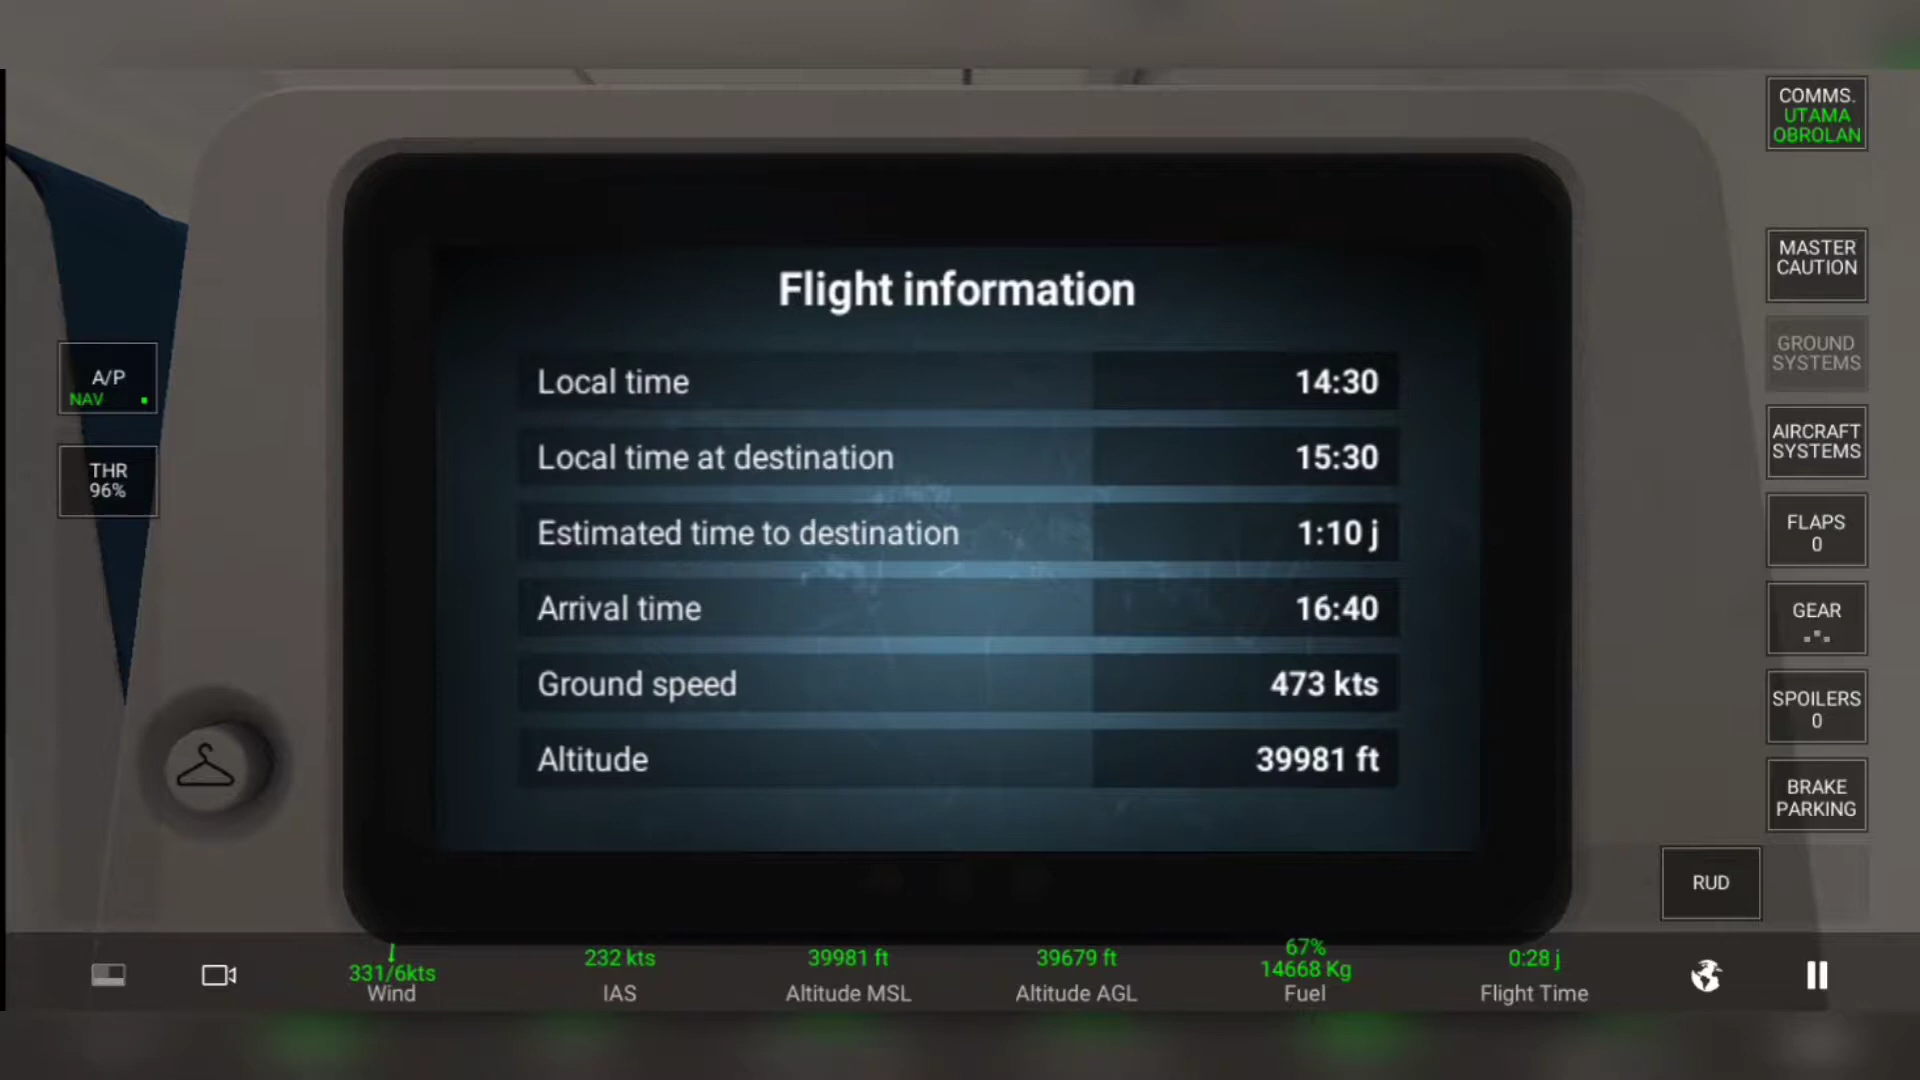 COMMS.
UTAMA
OBROLAN
MASTER
CAUTION
GROUND
SYSTEMS
AIRCRAFT
SYSTEMS
FLAPS
0
GEAR
SPOILERS
0
BRAKE
PARKING
RUD
A/P
NAV
THR
96%
Flight information
Local time 14:30
Local time at destination 15:30
Estimated time to destination 1:10 j
Arrival time 16:40
Ground speed 473 kts
Altitude 39981 ft
331/6kts
Wind
232 kts
IAS
39981 ft
Altitude MSL
39679 ft
Altitude AGL
67%
14668 Kg
Fuel
0:28 j
Flight Time